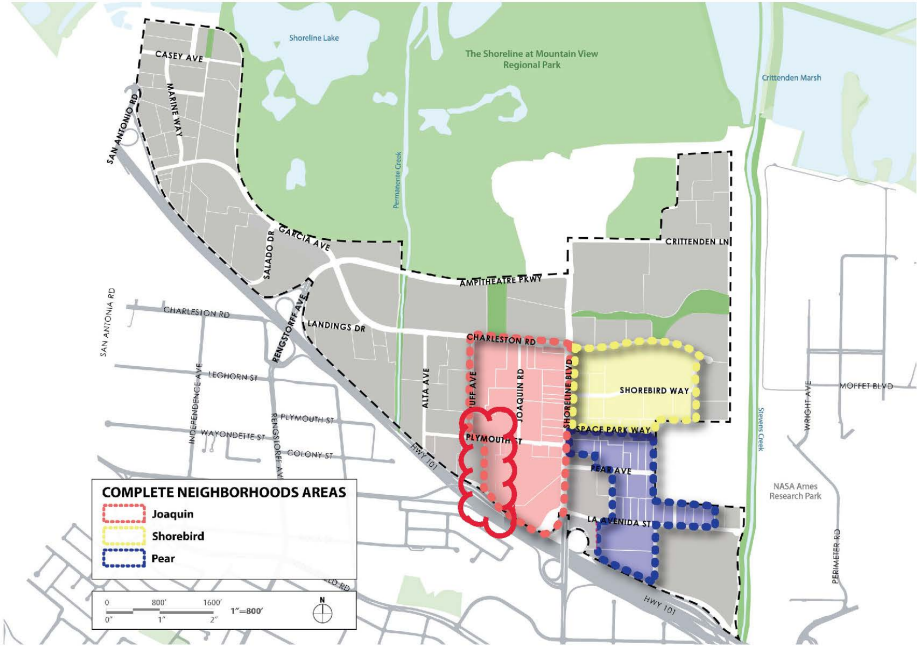 Shoreline Lake
The Shoreline at Mountain View
Regional Park
Crittenden Marsh
CASEY AVE
MARINE WAY
SAN ANTONIO RD
Permanente Creek
GARCIA AVE
SALADO DR
CRITTENDEN LN
AMPITHEATRE PKWY
SAN ANTONIA RD
CHARLESTON RD
RENGSTORFF AVE
LANDINGS DR
CHARLESTON RD
ALTA AVE
HUFF AVE
JOAQUIN RD
SHORELINE BLVD
SHOREBIRD WAY
WRIGHT AVE
MOFFET BLVD
LEGHORN ST
INDEPENDENCE AVE
PLYMOUTH ST
RENGSTORFF AVE
WAYONDETTE ST
COLONY ST
PLYMOUTH ST
SPACE PARK WAY
Stevens Creek
HWY 101
PEAR AVE
LA AVENIDA ST
NASA Ames
Research Park
PERIMETER RD
COMPLETE NEIGHBORHOODS AREAS
Joaquin
Shorebird
Pear
LD RD
HWY 101
0 800' 1600' 1"=800' N
0" 1" 2"